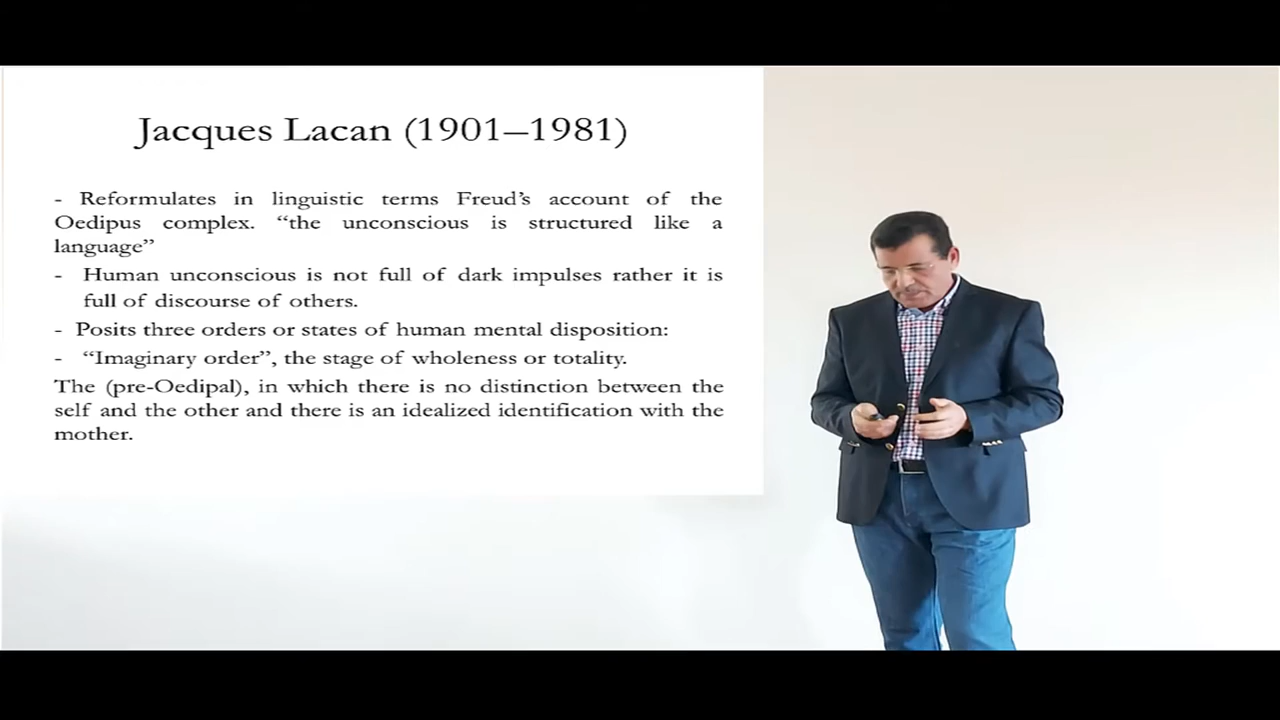 Jacques Lacan (1901–1981)
- Reformulates in linguistic terms Freud’s account of the
Oedipus complex. “the unconscious is structured like a
language”
- Human unconscious is not full of dark impulses rather it is
full of discourse of others.
- Posits three orders or states of human mental disposition:
- “Imaginary order”, the stage of wholeness or totality.
The (pre-Oedipal), in which there is no distinction between the
self and the other and there is an idealized identification with the
mother.